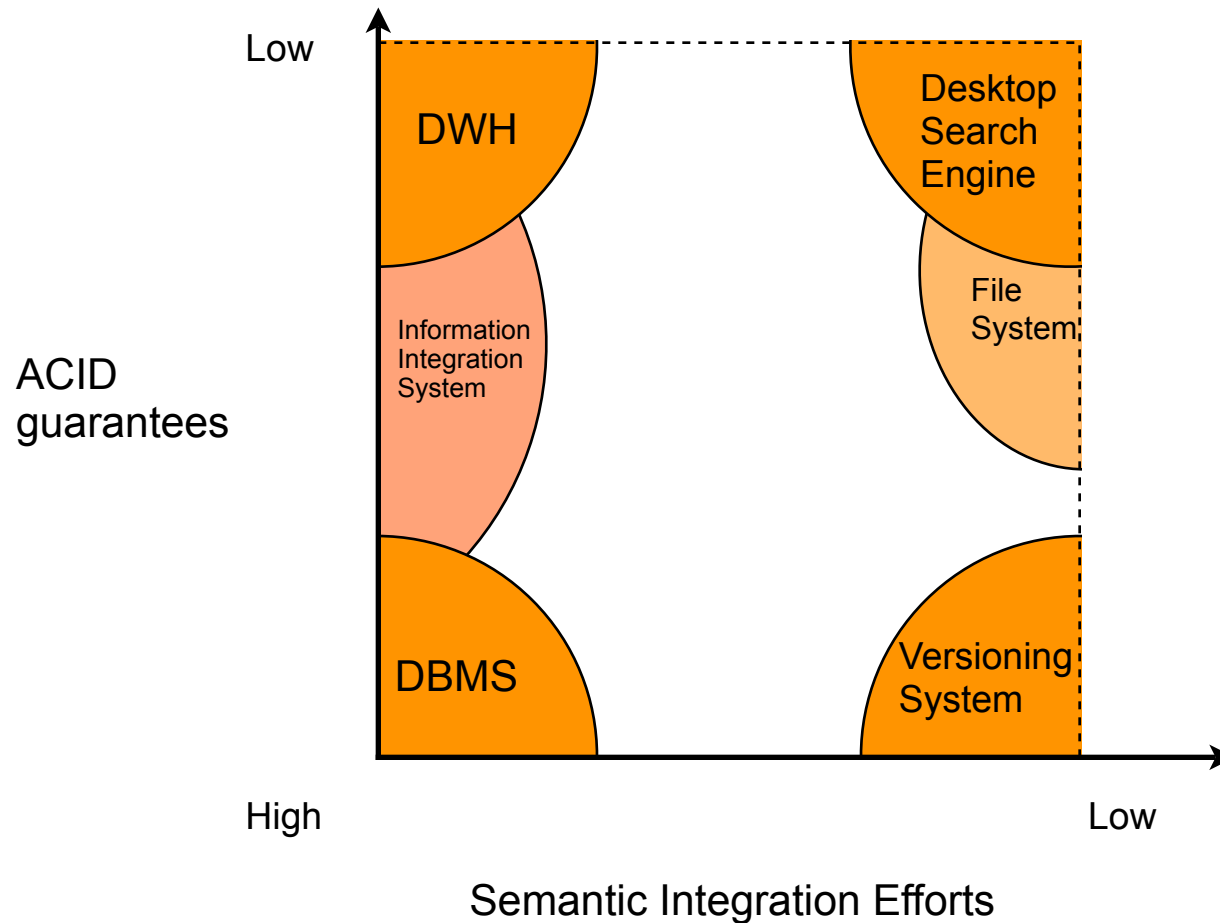 Low
DWH
Desktop
Search
Engine
File
System
Information
Integration
System
ACID
guarantees
DBMS
Versioning
System
High
Low
Semantic Integration Efforts